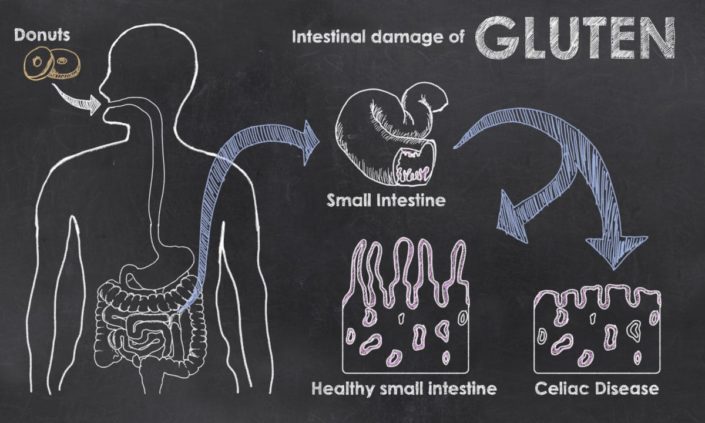 Donuts
Intestinal damage of GLUTEN
Small Intestine
Healthy small intestine
Celiac Disease